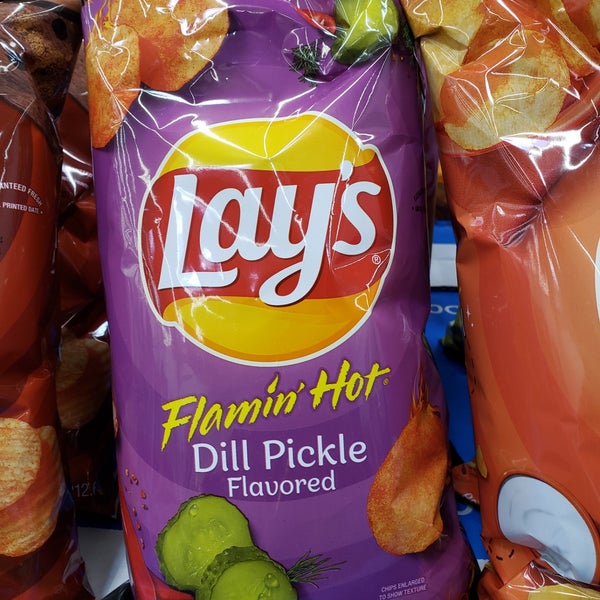 Lay's
®
Flamin' Hot®
Dill Pickle
Flavored
CHIPS ENLARGED
TO SHOW TEXTURE
ANTEED FRESH
PRINTED DATE